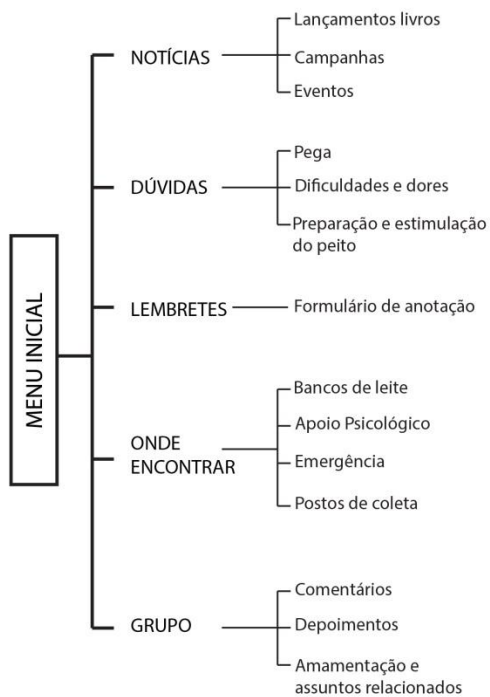 MENU INICIAL
NOTÍCIAS
Lançamentos livros
Campanhas
Eventos
DÚVIDAS
Pega
Dificuldades e dores
Preparação e estimulação
do peito
LEMBRETES
Formulário de anotação
ONDE
ENCONTRAR
Bancos de leite
Apoio Psicológico
Emergência
Postos de coleta
GRUPO
Comentários
Depoimentos
Amamentação e
assuntos relacionados